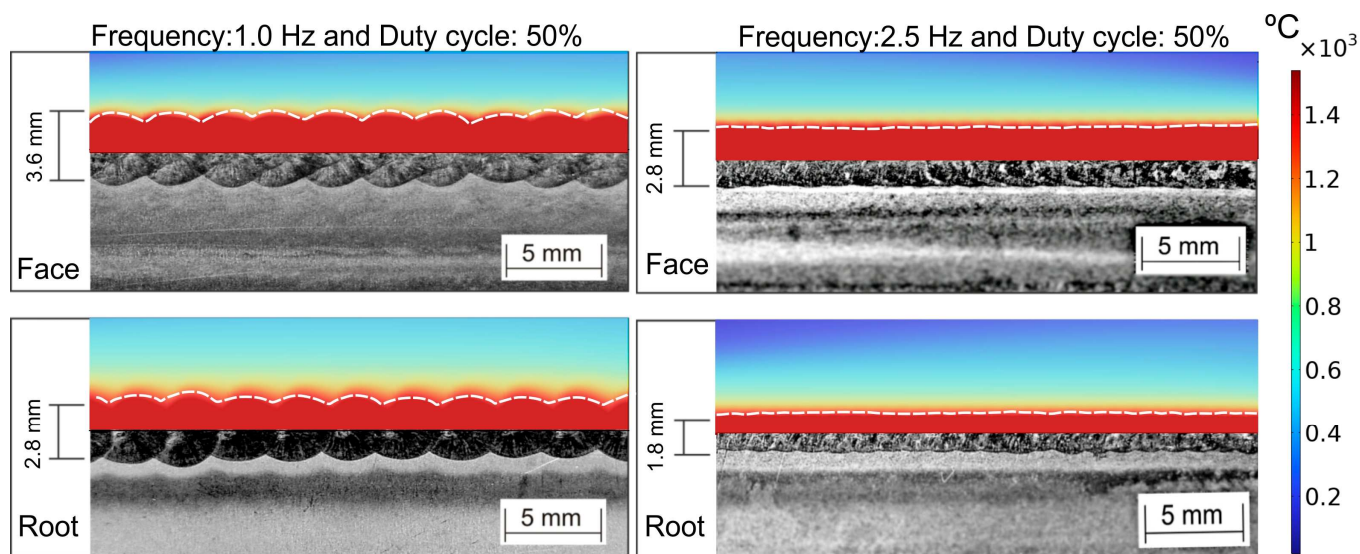 Frequency:1.0 Hz and Duty cycle: 50%
Frequency:2.5 Hz and Duty cycle: 50%
ºC
×10³
3.6 mm
Face
5 mm
2.8 mm
Face
5 mm
1.4
1.2
1
0.8
0.6
0.4
0.2
2.8 mm
Root
5 mm
1.8 mm
Root
5 mm